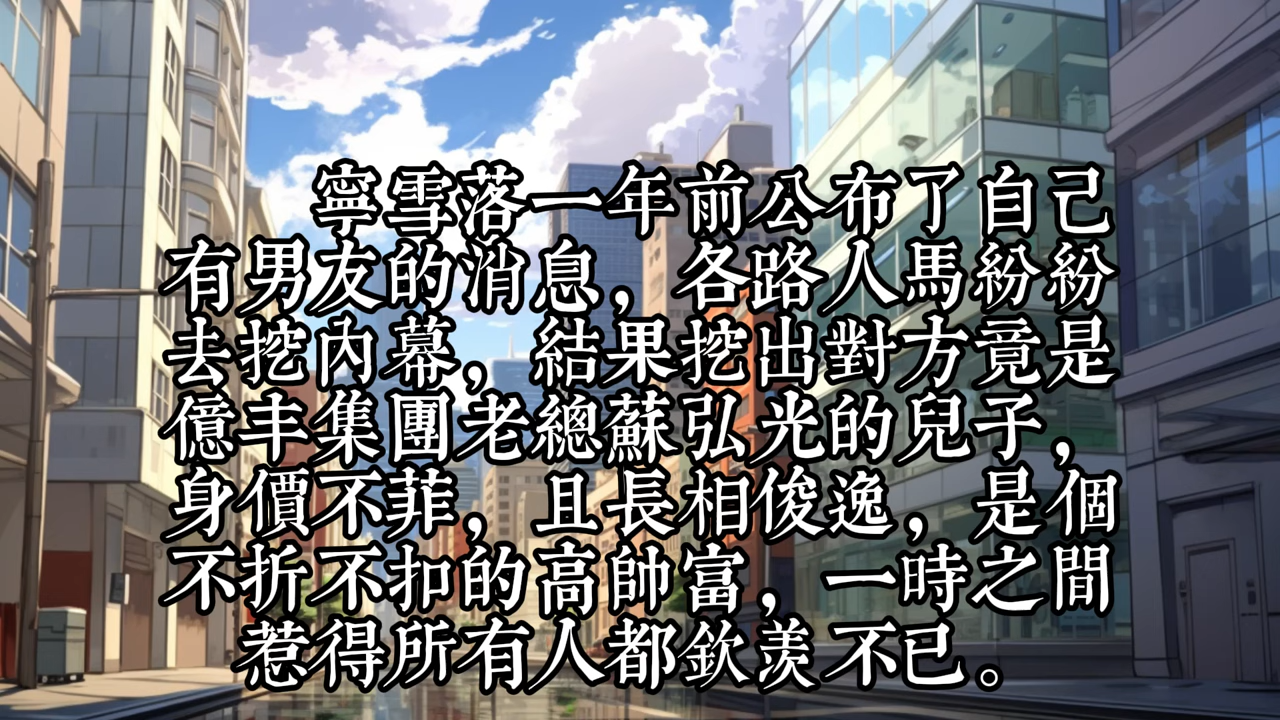 寧雪落一年前公布了自己
有男友的消息，各路人馬紛紛
去挖內幕，結果挖出對方竟是
億丰集團老總蘇弘光的兒子，
身價不菲，且長相俊逸，是個
不折不扣的高帥富，一時之間
惹得所有人都欽羨不已。